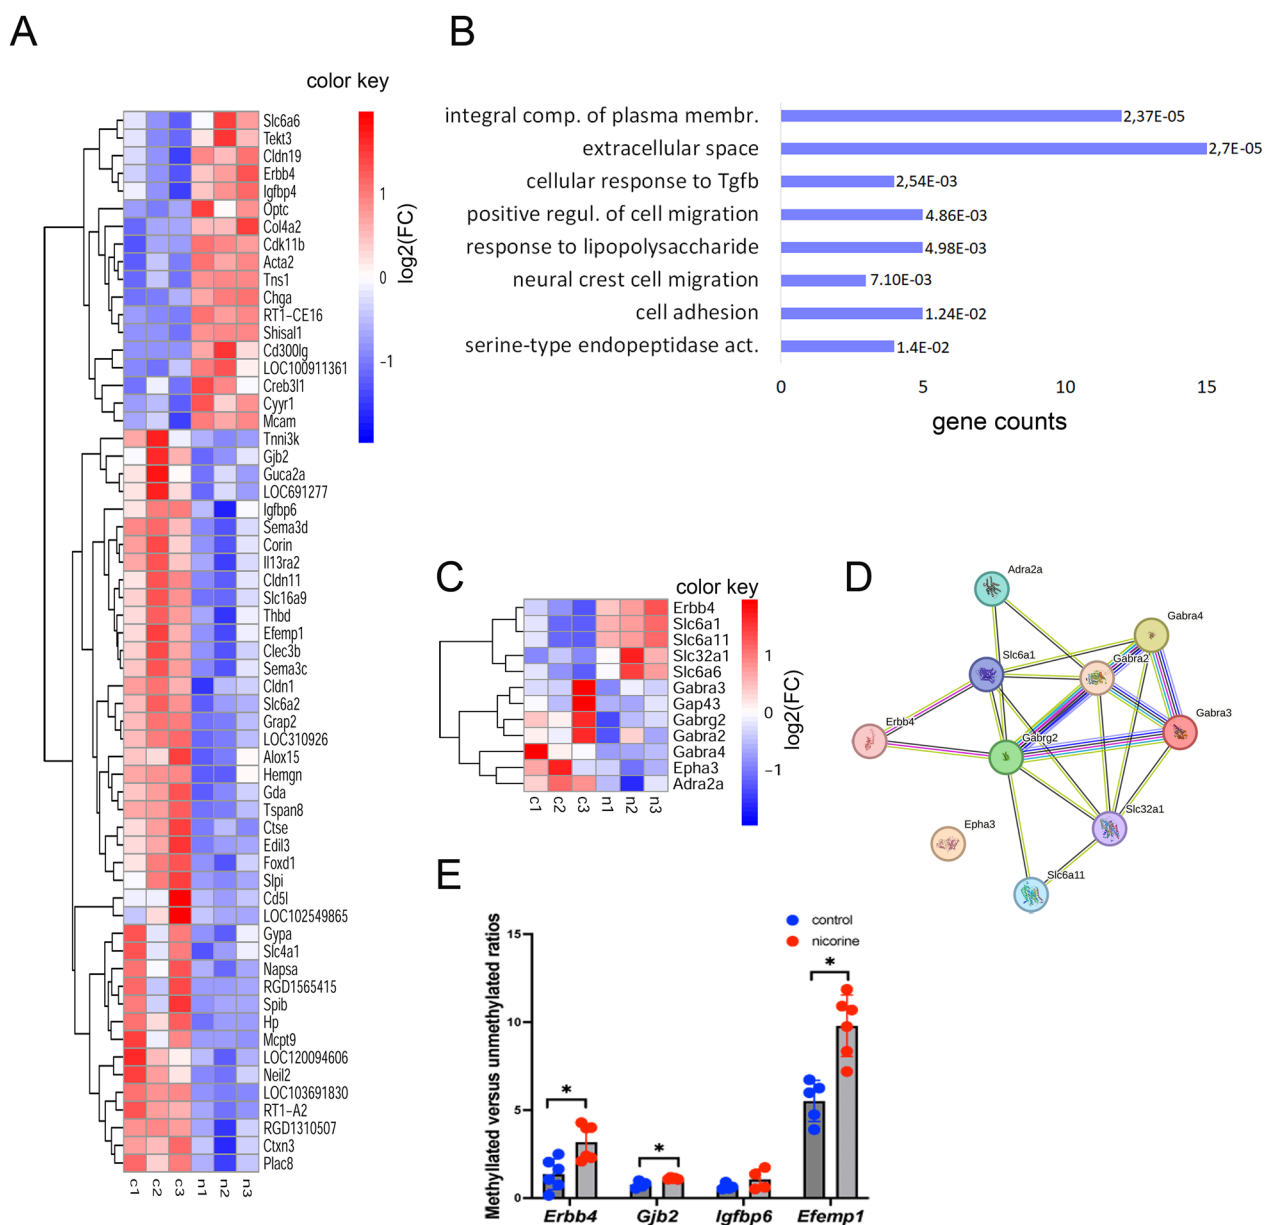 A
color key
Slc6a6
Tekt3
Cldn19
Erbb4
Igfbp4
Optc
Col4a2
Cdk11b
Acta2
Tns1
Chga
RT1-CE16
Shisal1
Cd300lg
LOC100911361
Creb3l1
Cyyr1
Mcam
Tnni3k
Gjb2
Guca2a
LOC691277
Igfbp6
Sema3d
Corin
Il13ra2
Cldn11
Slc16a9
Thbd
Efemp1
Clec3b
Sema3c
Cldn1
Slc6a2
Grap2
LOC310926
Alox15
Hemgn
Gda
Tspan8
Ctse
Edil3
Foxd1
Slpi
Cd5l
LOC102549865
Gypa
Slc4a1
Napsa
RGD1565415
Spib
Hp
Mcpt9
LOC120094606
Neil2
LOC103691830
RT1-A2
RGD1310507
Ctxn3
Plac8
c1 c2 c3 n1 n2 n3
1
0
-1
log2(FC)
B
integral comp. of plasma membr. 2,37E-05
extracellular space 2,7E-05
cellular response to Tgfb 2,54E-03
positive regul. of cell migration 4.86E-03
response to lipopolysaccharide 4.98E-03
neural crest cell migration 7.10E-03
cell adhesion 1.24E-02
serine-type endopeptidase act. 1.4E-02
0 5 10 15
gene counts
C
color key
Erbb4
Slc6a1
Slc6a11
Slc32a1
Slc6a6
Gabra3
Gap43
Gabrg2
Gabra2
Gabra4
Epha3
Adra2a
c1 c2 c3 n1 n2 n3
1
0
-1
log2(FC)
D
Adra2a
Gabra4
Slc6a1
Gabra2
Gabra3
Erbb4
Gabrg2
Slc32a1
Epha3
Slc6a11
E
Methyllated versus unmethylated ratios
15
10
5
0
control
nicorine
*
*
*
Erbb4 Gjb2 Igfbp6 Efemp1